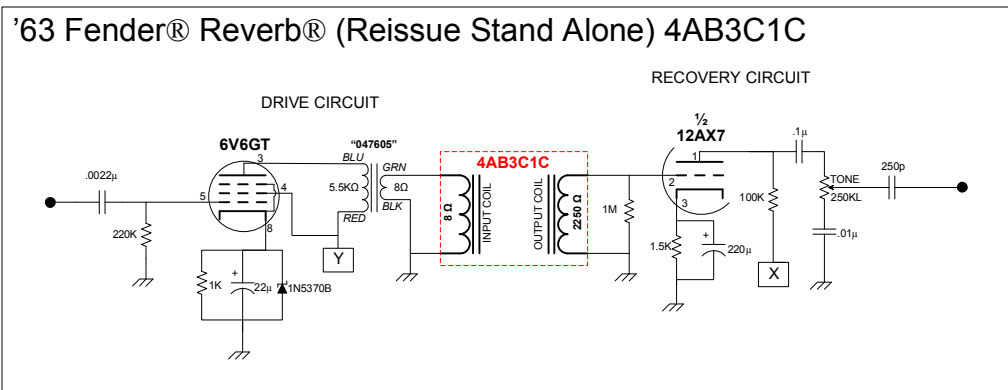 '63 Fender® Reverb® (Reissue Stand Alone) 4AB3C1C
RECOVERY CIRCUIT
DRIVE CIRCUIT
½
12AX7
6V6GT
"047605"
BLU
GRN
5.5KΩ
8Ω
RED
BLK
4AB3C1C
8 Ω
INPUT COIL
OUTPUT COIL
2250 Ω
.0022µ
220K
3
5
4
8
1K
+
22µ
1N5370B
Y
1M
1
2
3
1.5K
+
220µ
100K
X
.1µ
TONE
250KL
.01µ
250p